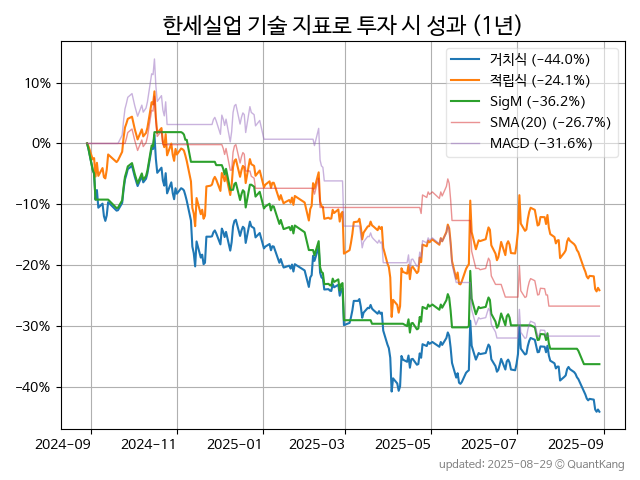 한세실업 기술 지표로 투자 시 성과 (1년)
거치식 (−44.0%)
적립식 (−24.1%)
SigM (−36.2%)
SMA(20) (−26.7%)
MACD (−31.6%)
10%
0%
−10%
−20%
−30%
−40%
2024-09
2024-11
2025-01
2025-03
2025-05
2025-07
2025-09
updated: 2025-08-29 © QuantKang